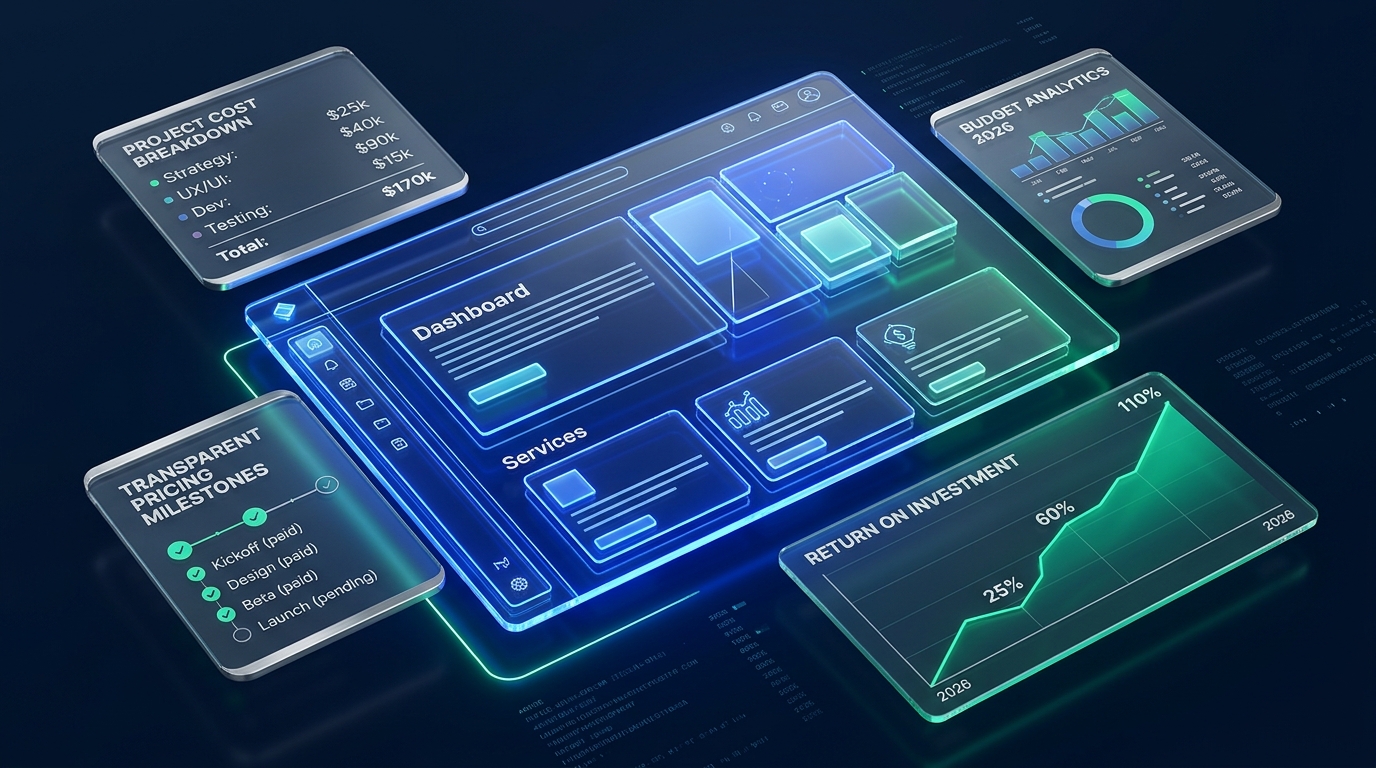 PROJECT COST
BREAKDOWN
Strategy: $25k
UX/UI: $40k
Dev: $90k
Testing: $15k
Total: $170k
BUDGET ANALYTICS
2026
Dashboard
Services
TRANSPARENT
PRICING
MILESTONES
Kickoff (paid)
Design (paid)
Beta (paid)
Launch (pending)
RETURN ON INVESTMENT
110%
60%
25%
2026
2026